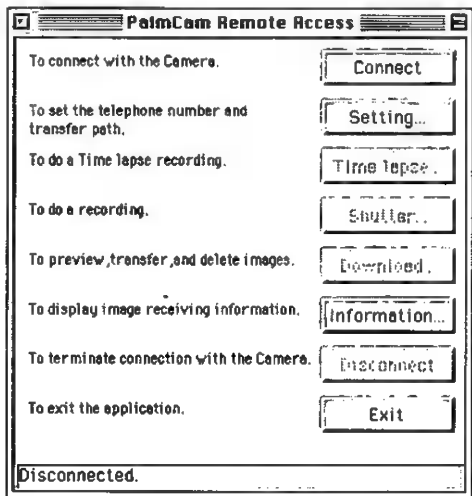 PalmCam Remote Access
To connect with the Camera.
Connect
To set the telephone number and
transfer path.
Setting...
To do a Time lapse recording.
Time lapse..
To do a recording.
Shutter..
To preview,transfer,and delete images.
Download..
To display image receiving information.
Information...
To terminate connection with the Camera.
Disconnect
To exit the application.
Exit
Disconnected.